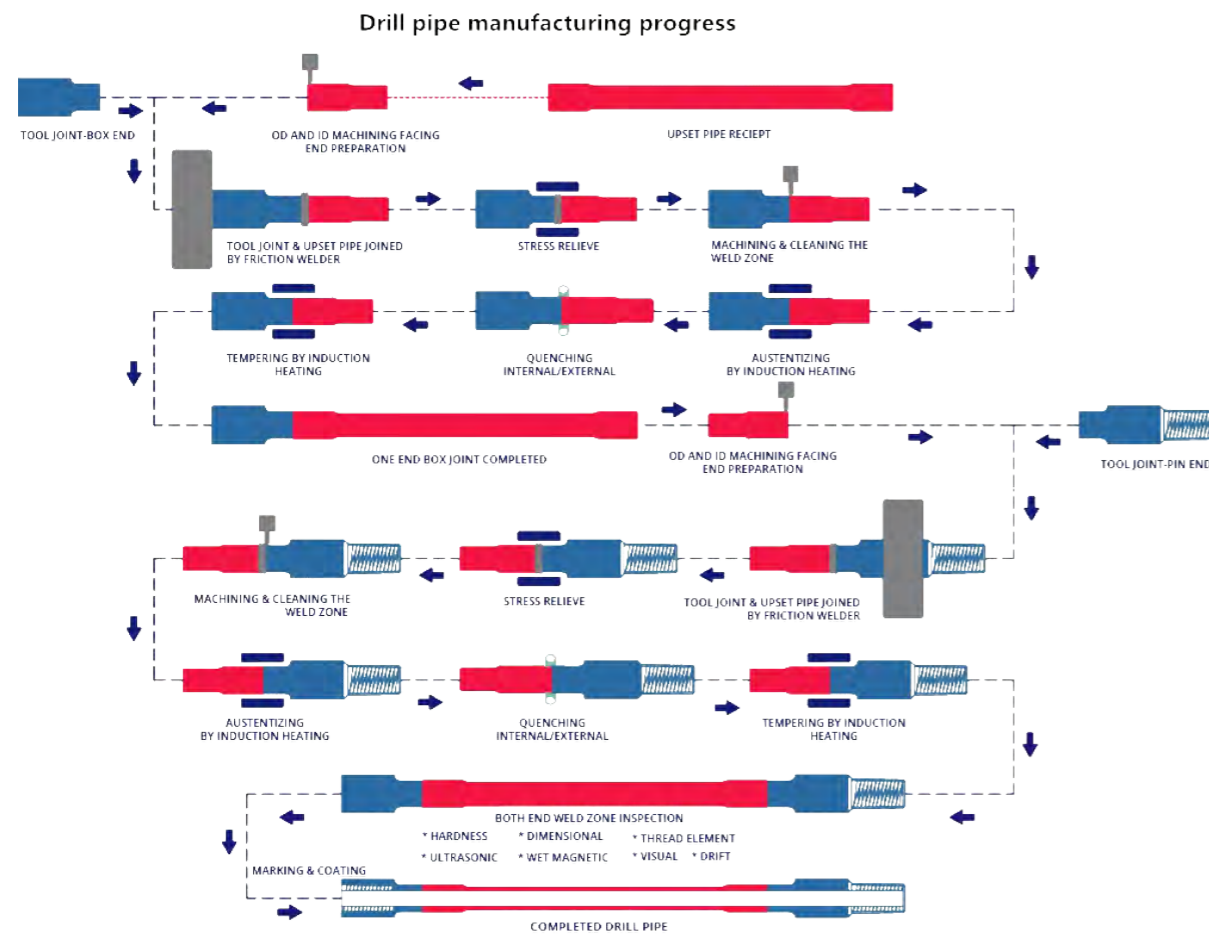 Drill pipe manufacturing progress
TOOL JOINT-BOX END
OD AND ID MACHINING FACING
END PREPARATION
UPSET PIPE RECIEPT
TOOL JOINT & UPSET PIPE JOINED
BY FRICTION WELDER
STRESS RELIEVE
MACHINING & CLEANING THE
WELD ZONE
TEMPERING BY INDUCTION
HEATING
QUENCHING
INTERNAL/EXTERNAL
AUSTENTIZING
BY INDUCTION HEATING
ONE END BOX JOINT COMPLETED
OD AND ID MACHINING FACING
END PREPARATION
TOOL JOINT-PIN END
MACHINING & CLEANING THE
WELD ZONE
STRESS RELIEVE
TOOL JOINT & UPSET PIPE JOINED
BY FRICTION WELDER
AUSTENTIZING
BY INDUCTION HEATING
QUENCHING
INTERNAL/EXTERNAL
TEMPERING BY INDUCTION
HEATING
BOTH END WELD ZONE INSPECTION
* HARDNESS * DIMENSIONAL * THREAD ELEMENT
* ULTRASONIC * WET MAGNETIC * VISUAL * DRIFT
MARKING & COATING
COMPLETED DRILL PIPE